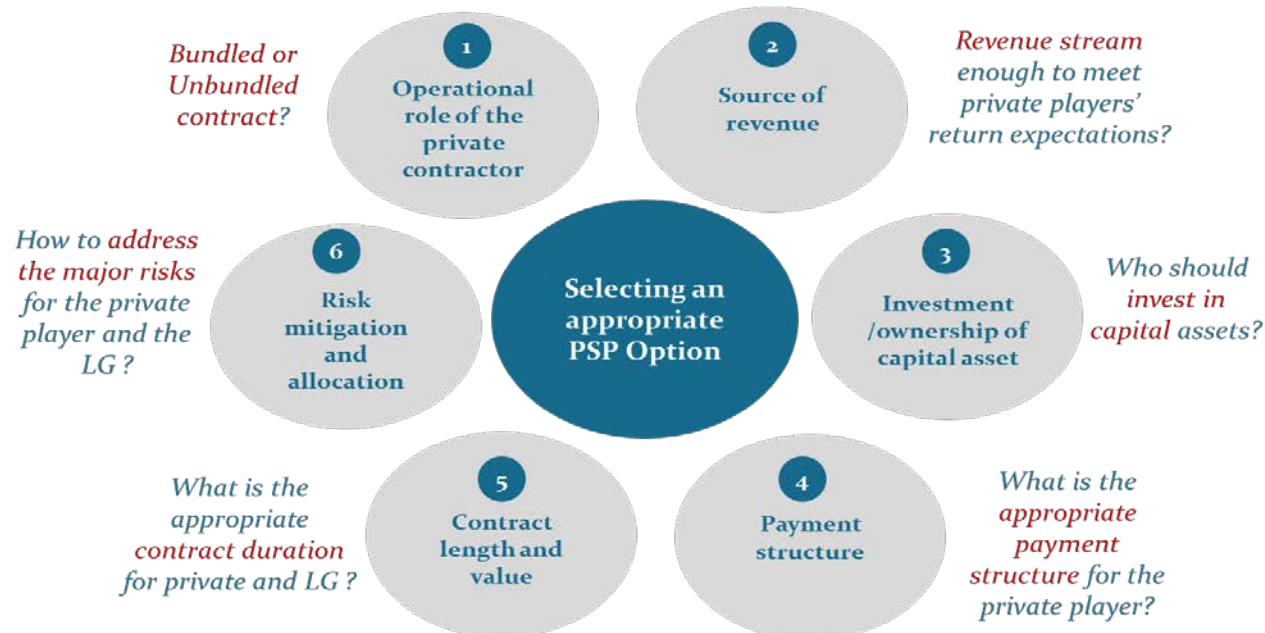 Bundled or
Unbundled
contract?
1
Operational
role of the
private
contractor
2
Source of
revenue
Revenue stream
enough to meet
private players'
return expectations?
How to address
the major risks
for the private
player and the
LG ?
6
Risk
mitigation
and
allocation
Selecting an
appropriate
PSP Option
3
Investment
/ownership of
capital asset
Who should
invest in
capital assets?
What is the
appropriate
contract duration
for private and LG ?
5
Contract
length and
value
4
Payment
structure
What is the
appropriate
payment
structure for the
private player?